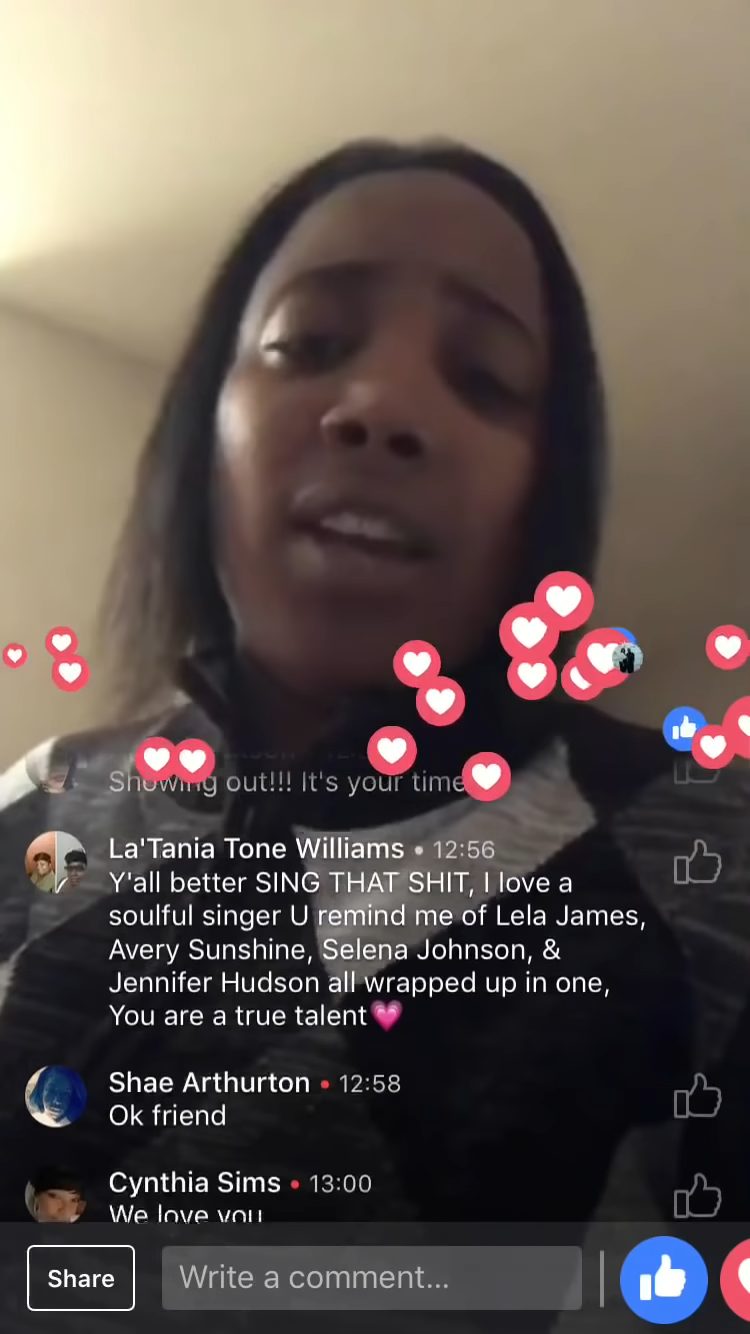 Showing out!!! It's your time
La'Tania Tone Williams • 12:56
Y'all better SING THAT SHIT, I love a
soulful singer U remind me of Lela James,
Avery Sunshine, Selena Johnson, &
Jennifer Hudson all wrapped up in one,
You are a true talent💗
Shae Arthurton • 12:58
Ok friend
Cynthia Sims • 13:00
We love you
Share
Write a comment...